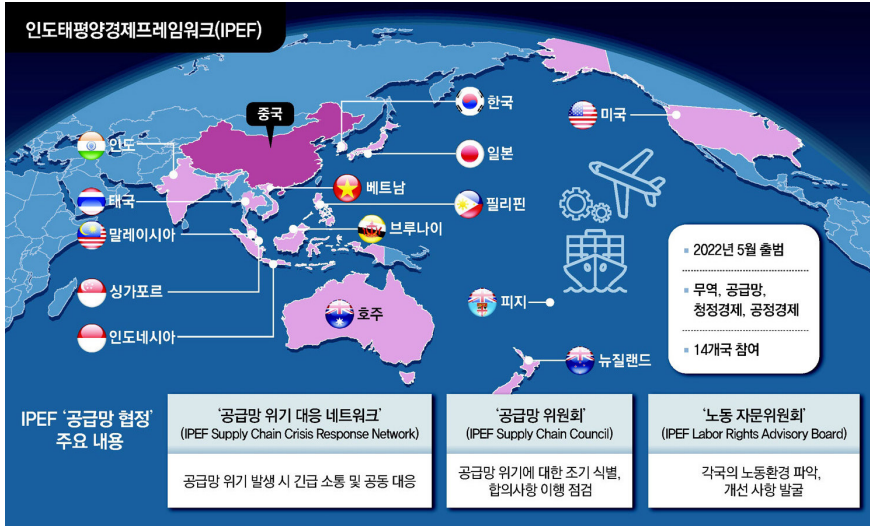 인도태평양경제프레임워크(IPEF)
중국
한국
미국
인도
일본
베트남
태국
필리핀
말레이시아
브루나이
싱가포르
호주
피지
인도네시아
뉴질랜드
▪ 2022년 5월 출범
▪ 무역, 공급망,
청정경제, 공정경제
▪ 14개국 참여
IPEF ‘공급망 협정’
주요 내용
‘공급망 위기 대응 네트워크’
(IPEF Supply Chain Crisis Response Network)
공급망 위기 발생 시 긴급 소통 및 공동 대응
‘공급망 위원회’
(IPEF Supply Chain Council)
공급망 위기에 대한 조기 식별,
합의사항 이행 점검
‘노동 자문위원회’
(IPEF Labor Rights Advisory Board)
각국의 노동환경 파악,
개선 사항 발굴